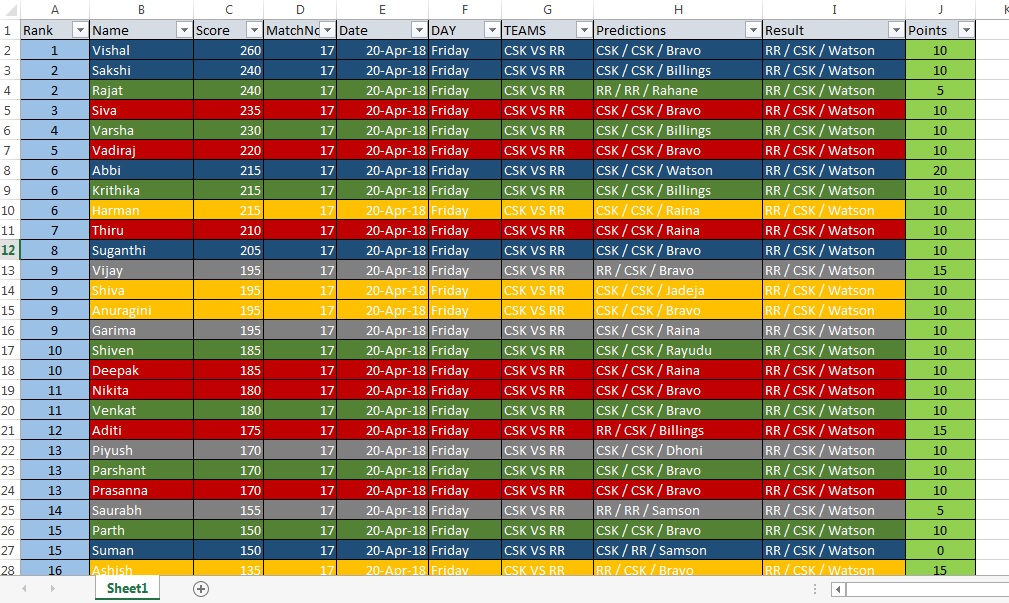 A B C D E F G H I J K
1 Rank Name Score MatchNo Date DAY TEAMS Predictions Result Points
2 1 Vishal 260 17 20-Apr-18 Friday CSK VS RR CSK / CSK / Bravo RR / CSK / Watson 10
3 2 Sakshi 240 17 20-Apr-18 Friday CSK VS RR CSK / CSK / Billings RR / CSK / Watson 10
4 2 Rajat 240 17 20-Apr-18 Friday CSK VS RR RR / RR / Rahane RR / CSK / Watson 5
5 3 Siva 235 17 20-Apr-18 Friday CSK VS RR CSK / CSK / Bravo RR / CSK / Watson 10
6 4 Varsha 230 17 20-Apr-18 Friday CSK VS RR CSK / CSK / Billings RR / CSK / Watson 10
7 5 Vadiraj 220 17 20-Apr-18 Friday CSK VS RR CSK / CSK / Bravo RR / CSK / Watson 10
8 6 Abbi 215 17 20-Apr-18 Friday CSK VS RR CSK / CSK / Watson RR / CSK / Watson 20
9 6 Krithika 215 17 20-Apr-18 Friday CSK VS RR CSK / CSK / Billings RR / CSK / Watson 10
10 6 Harman 215 17 20-Apr-18 Friday CSK VS RR CSK / CSK / Raina RR / CSK / Watson 10
11 7 Thiru 210 17 20-Apr-18 Friday CSK VS RR CSK / CSK / Raina RR / CSK / Watson 10
12 8 Suganthi 205 17 20-Apr-18 Friday CSK VS RR CSK / CSK / Bravo RR / CSK / Watson 10
13 9 Vijay 195 17 20-Apr-18 Friday CSK VS RR RR / CSK / Bravo RR / CSK / Watson 15
14 9 Shiva 195 17 20-Apr-18 Friday CSK VS RR CSK / CSK / Jadeja RR / CSK / Watson 10
15 9 Anuragini 195 17 20-Apr-18 Friday CSK VS RR CSK / CSK / Bravo RR / CSK / Watson 10
16 9 Garima 195 17 20-Apr-18 Friday CSK VS RR CSK / CSK / Raina RR / CSK / Watson 10
17 10 Shiven 185 17 20-Apr-18 Friday CSK VS RR CSK / CSK / Rayudu RR / CSK / Watson 10
18 10 Deepak 185 17 20-Apr-18 Friday CSK VS RR CSK / CSK / Raina RR / CSK / Watson 10
19 11 Nikita 180 17 20-Apr-18 Friday CSK VS RR CSK / CSK / Bravo RR / CSK / Watson 10
20 11 Venkat 180 17 20-Apr-18 Friday CSK VS RR CSK / CSK / Bravo RR / CSK / Watson 10
21 12 Aditi 175 17 20-Apr-18 Friday CSK VS RR RR / CSK / Billings RR / CSK / Watson 15
22 13 Piyush 170 17 20-Apr-18 Friday CSK VS RR CSK / CSK / Dhoni RR / CSK / Watson 10
23 13 Parshant 170 17 20-Apr-18 Friday CSK VS RR CSK / CSK / Bravo RR / CSK / Watson 10
24 13 Prasanna 170 17 20-Apr-18 Friday CSK VS RR CSK / CSK / Bravo RR / CSK / Watson 10
25 14 Saurabh 155 17 20-Apr-18 Friday CSK VS RR RR / RR / Samson RR / CSK / Watson 5
26 15 Parth 150 17 20-Apr-18 Friday CSK VS RR CSK / CSK / Bravo RR / CSK / Watson 10
27 15 Suman 150 17 20-Apr-18 Friday CSK VS RR CSK / RR / Samson RR / CSK / Watson 0
28 16 Ashish 135 17 20-Apr-18 Friday CSK VS RR RR / CSK / Bravo RR / CSK / Watson 15
Sheet1